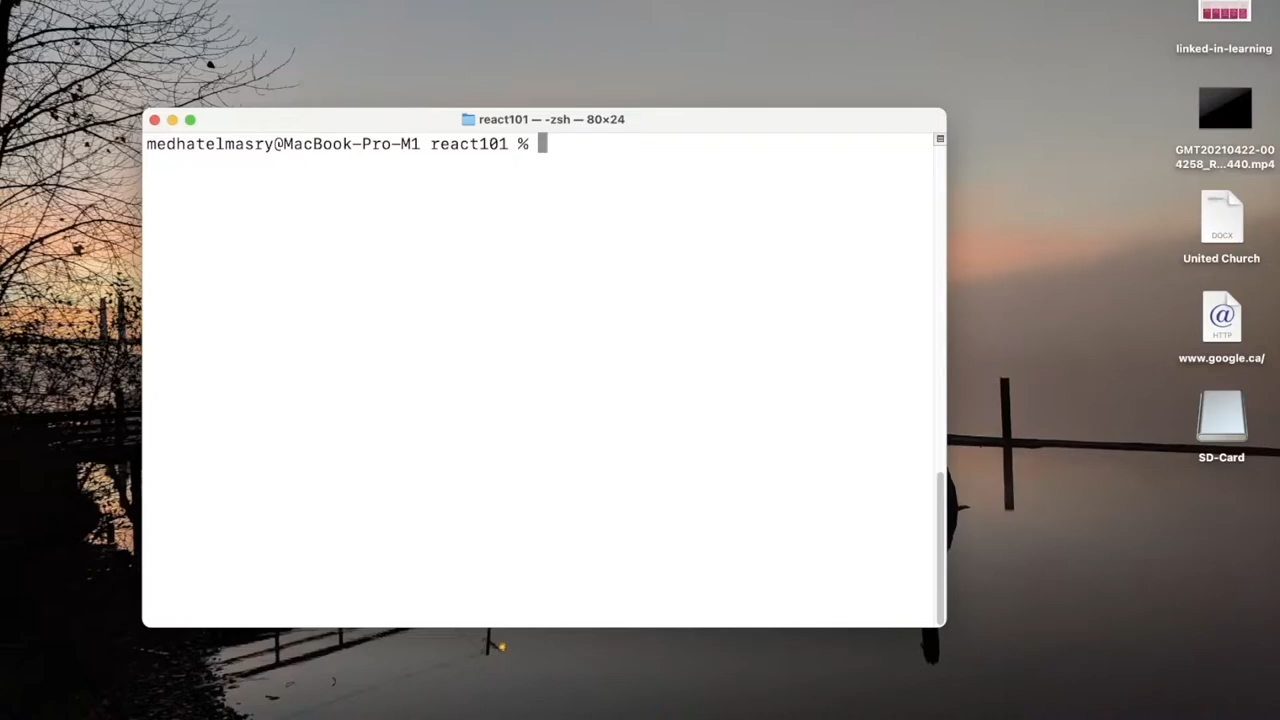 linked-in-learning
react101 — -zsh — 80×24
medhatelmasry@MacBook-Pro-M1 react101 %
GMT20210422-00
4258_R...440.mp4
DOCX
United Church
@
HTTP
www.google.ca/
SD-Card